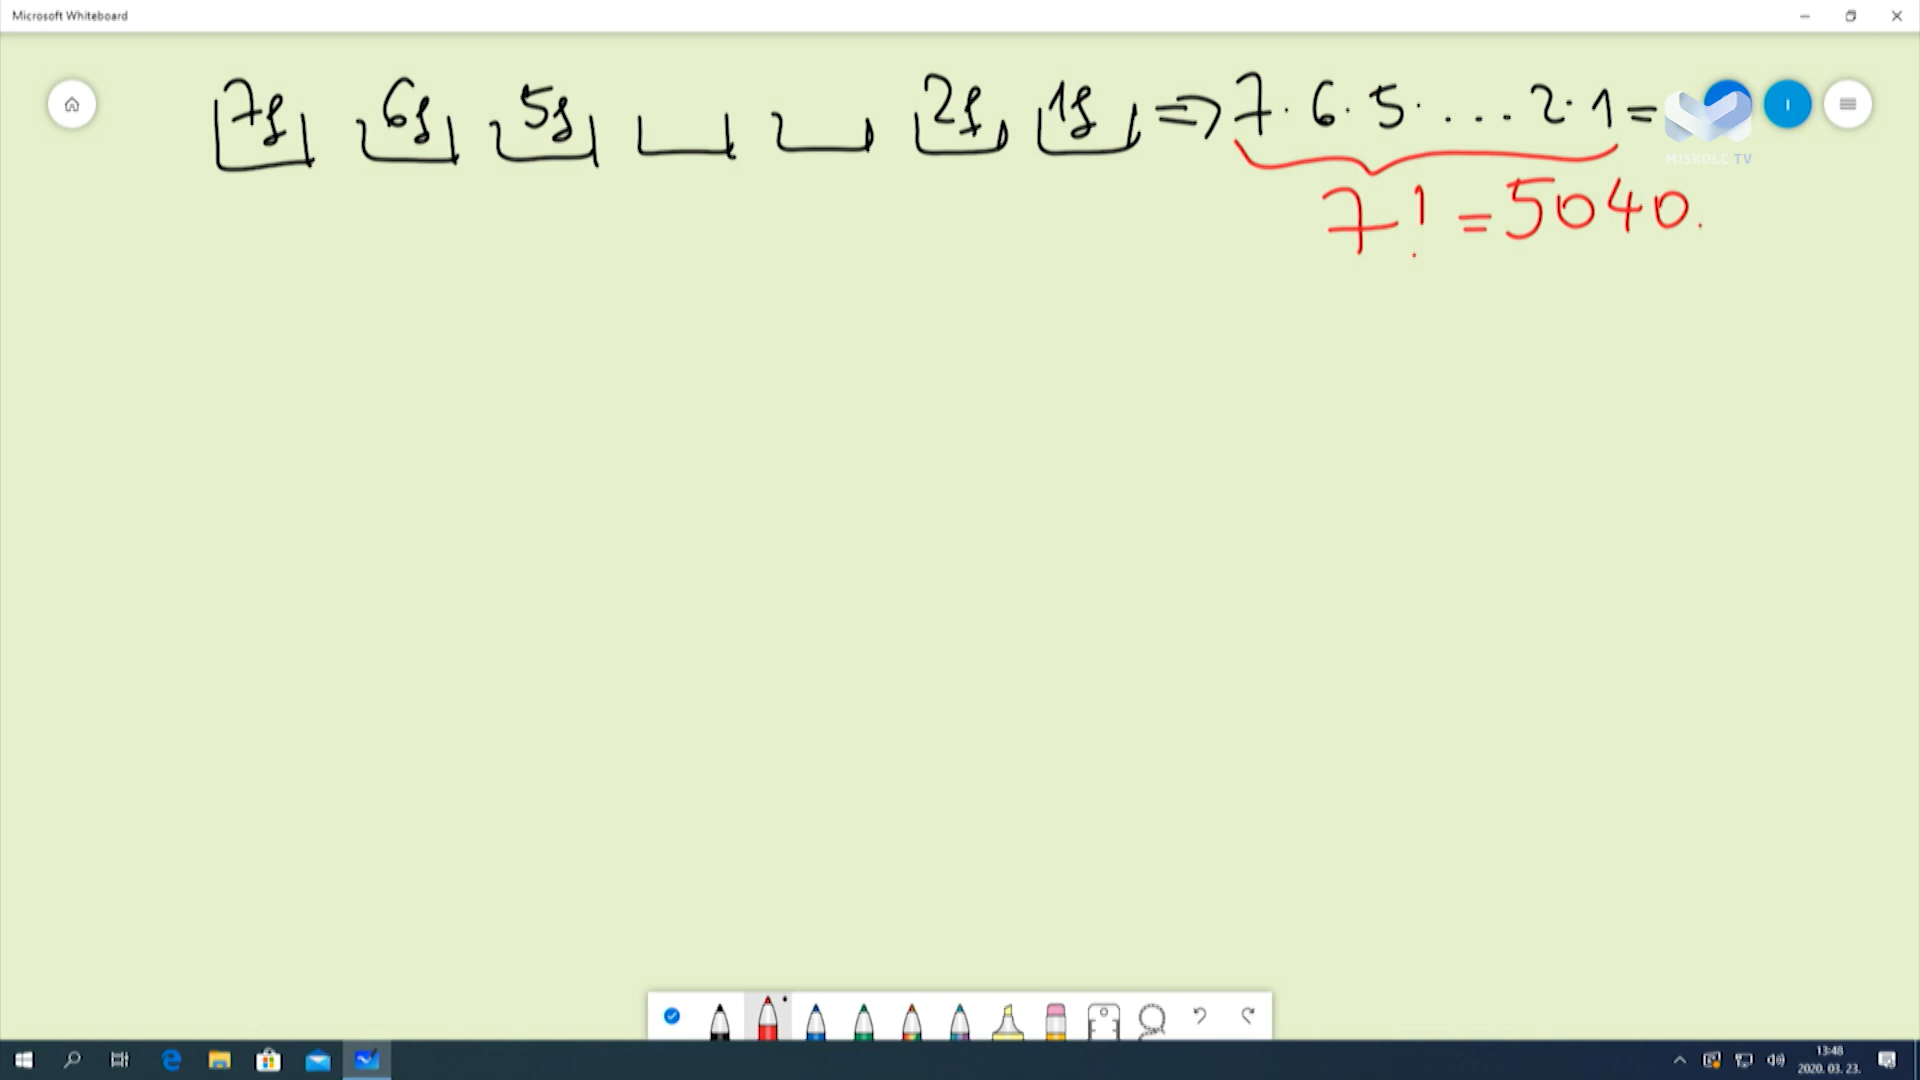 Microsoft Whiteboard
7f 6f 5f 2f 1f ⇒ 7 · 6 · 5 · ... 2 · 1 =
MISKOLC TV
7! = 5040.
13:48
2020. 03. 23.